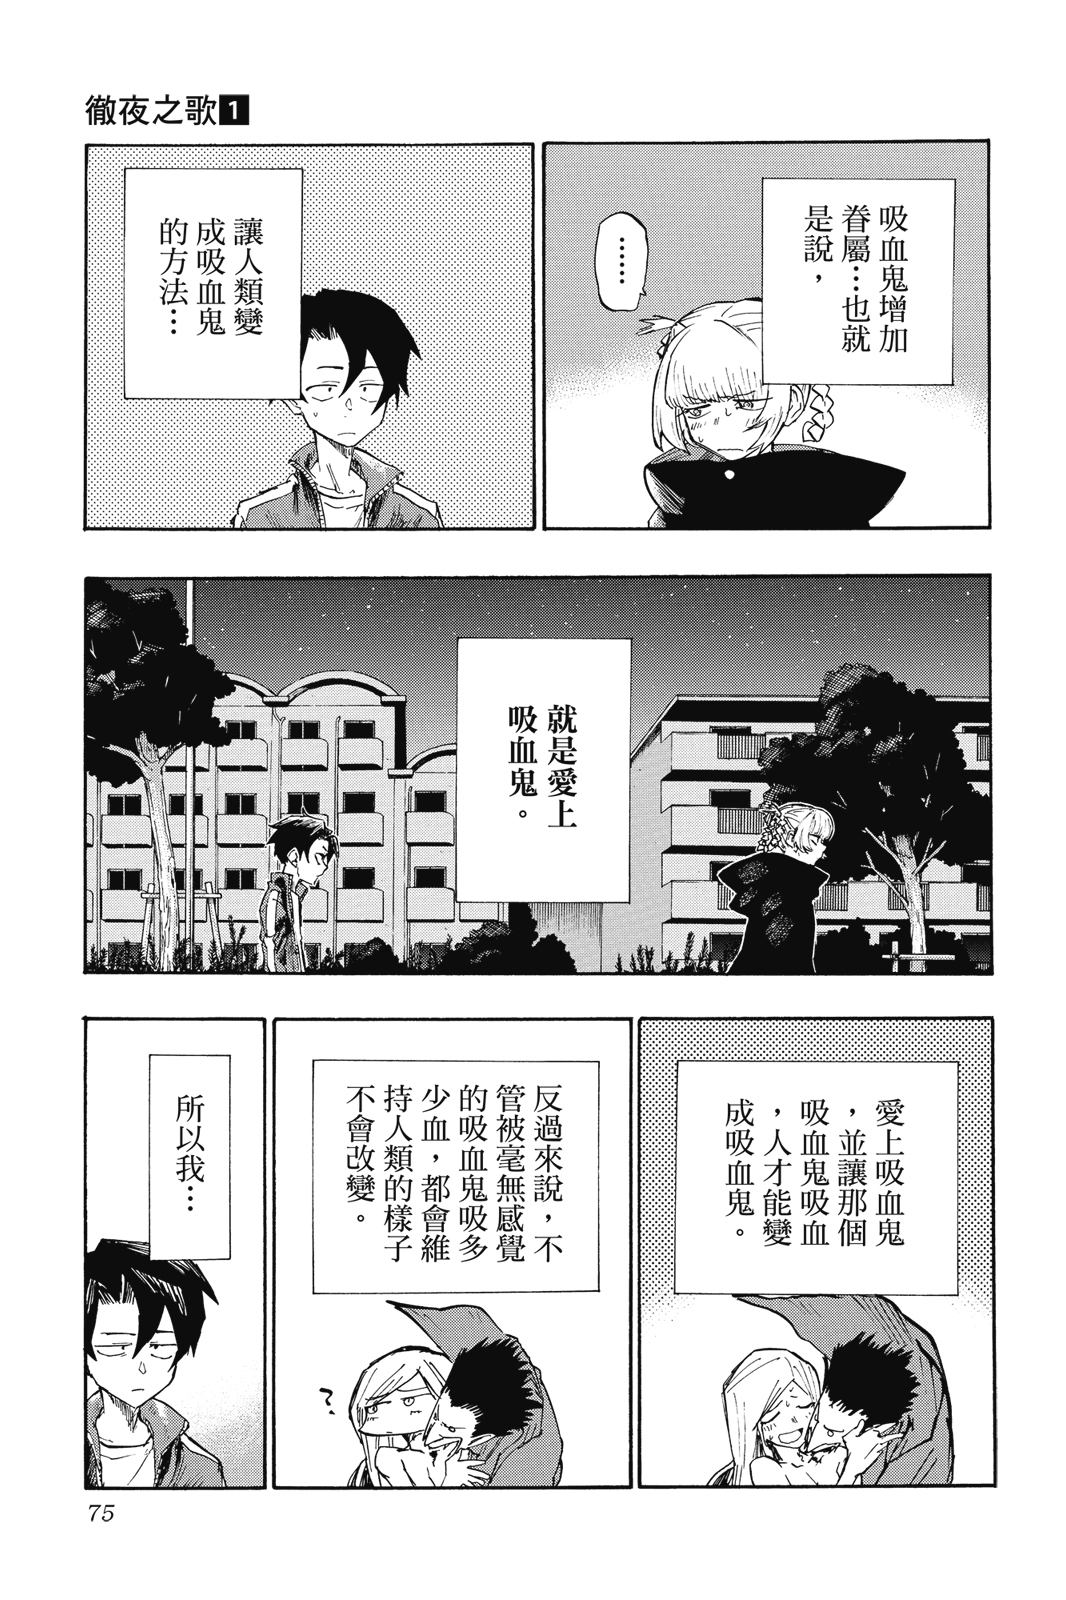 徹夜之歌1
吸血鬼增加
眷屬…也就
是說，
……
讓人類變
成吸血鬼
的方法…
就是愛上
吸血鬼。
愛上吸血鬼
，並讓那個
吸血鬼吸血
，人才能變
成吸血鬼。
反過來說，不
管被毫無感覺
的吸血鬼吸多
少血，都會維
持人類的樣子
不會改變。
?
所以我…
75